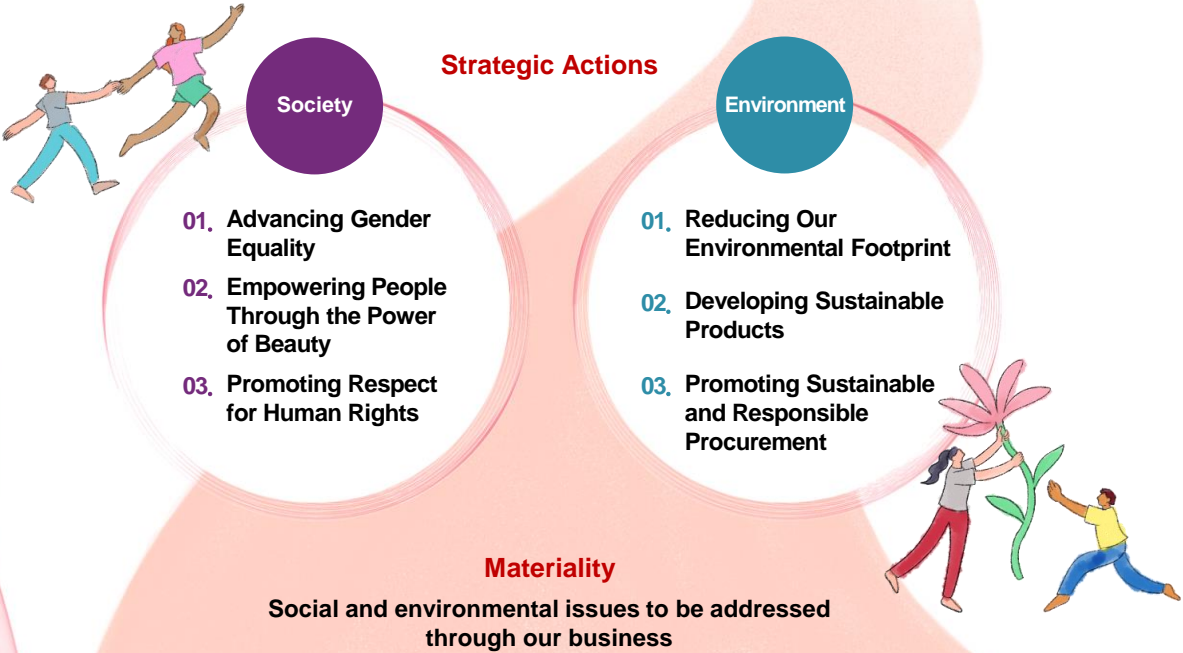 Strategic Actions
Society
01. Advancing Gender
Equality
02. Empowering People
Through the Power
of Beauty
03. Promoting Respect
for Human Rights
Environment
01. Reducing Our
Environmental Footprint
02. Developing Sustainable
Products
03. Promoting Sustainable
and Responsible
Procurement
Materiality
Social and environmental issues to be addressed
through our business